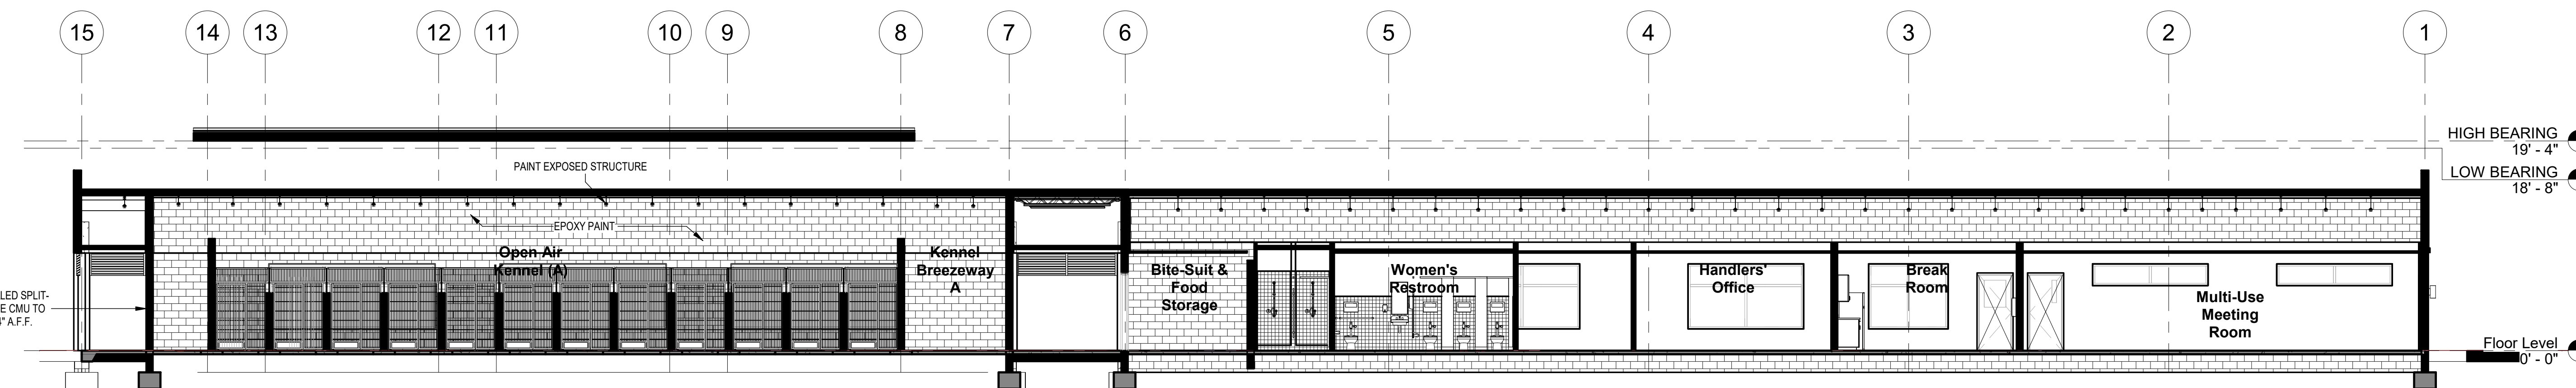 15 14 13 12 11 10 9 8 7 6 5 4 3 2 1
HIGH BEARING
19' - 4"
PAINT EXPOSED STRUCTURE
LOW BEARING
18' - 8"
EPOXY PAINT
Open Air
Kennel (A)
Kennel
Breezeway
A
Bite-Suit &
Food
Storage
Women's
Restroom
Handlers'
Office
Break
Room
Multi-Use
Meeting
Room
LED SPLIT-
E CMU TO
" A.F.F.
Floor Level
0' - 0"